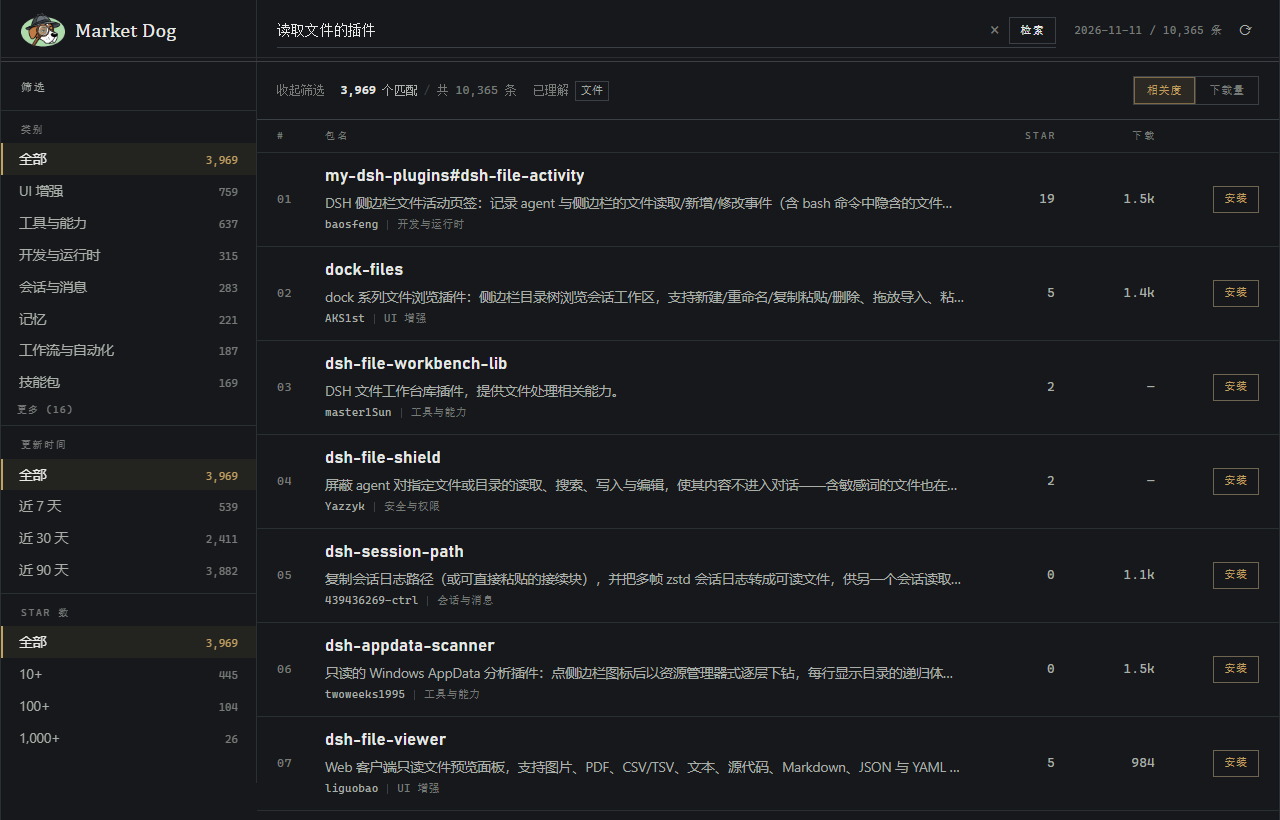 Market Dog
读取文件的插件
× 检索 2026-11-11 / 10,365 条
筛选
收起筛选 3,969 个匹配 / 共 10,365 条 已理解 文件
相关度 下载量
类别
全部 3,969
UI 增强 759
工具与能力 637
开发与运行时 315
会话与消息 283
记忆 221
工作流与自动化 187
技能包 169
更多 (16)
更新时间
全部 3,969
近 7 天 539
近 30 天 2,411
近 90 天 3,882
STAR 数
全部 3,969
10+ 445
100+ 104
1,000+ 26
# 包名 STAR 下载
my-dsh-plugins#dsh-file-activity
01 DSH 侧边栏文件活动页签：记录 agent 与侧边栏的文件读取/新增/修改事件（含 bash 命令中隐含的文件… 19 1.5k 安装
baosfeng | 开发与运行时
dock-files
02 dock 系列文件浏览插件：侧边栏目录树浏览会话工作区，支持新建/重命名/复制粘贴/删除、拖放导入、粘… 5 1.4k 安装
AKS1st | UI 增强
dsh-file-workbench-lib
03 DSH 文件工作台库插件，提供文件处理相关能力。 2 — 安装
master1Sun | 工具与能力
dsh-file-shield
04 屏蔽 agent 对指定文件或目录的读取、搜索、写入与编辑，使其内容不进入对话——含敏感词的文件也在… 2 — 安装
Yazzyk | 安全与权限
dsh-session-path
05 复制会话日志路径（或可直接粘贴的接续块），并把多帧 zstd 会话日志转成可读文件，供另一个会话读取… 0 1.1k 安装
439436269-ctrl | 会话与消息
dsh-appdata-scanner
06 只读的 Windows AppData 分析插件：点侧边栏图标后以资源管理器式逐层下钻，每行显示目录的递归体… 0 1.5k 安装
twoweeks1995 | 工具与能力
dsh-file-viewer
07 Web 客户端只读文件预览面板，支持图片、PDF、CSV/TSV、文本、源代码、Markdown、JSON 与 YAML … 5 984 安装
liguobao | UI 增强